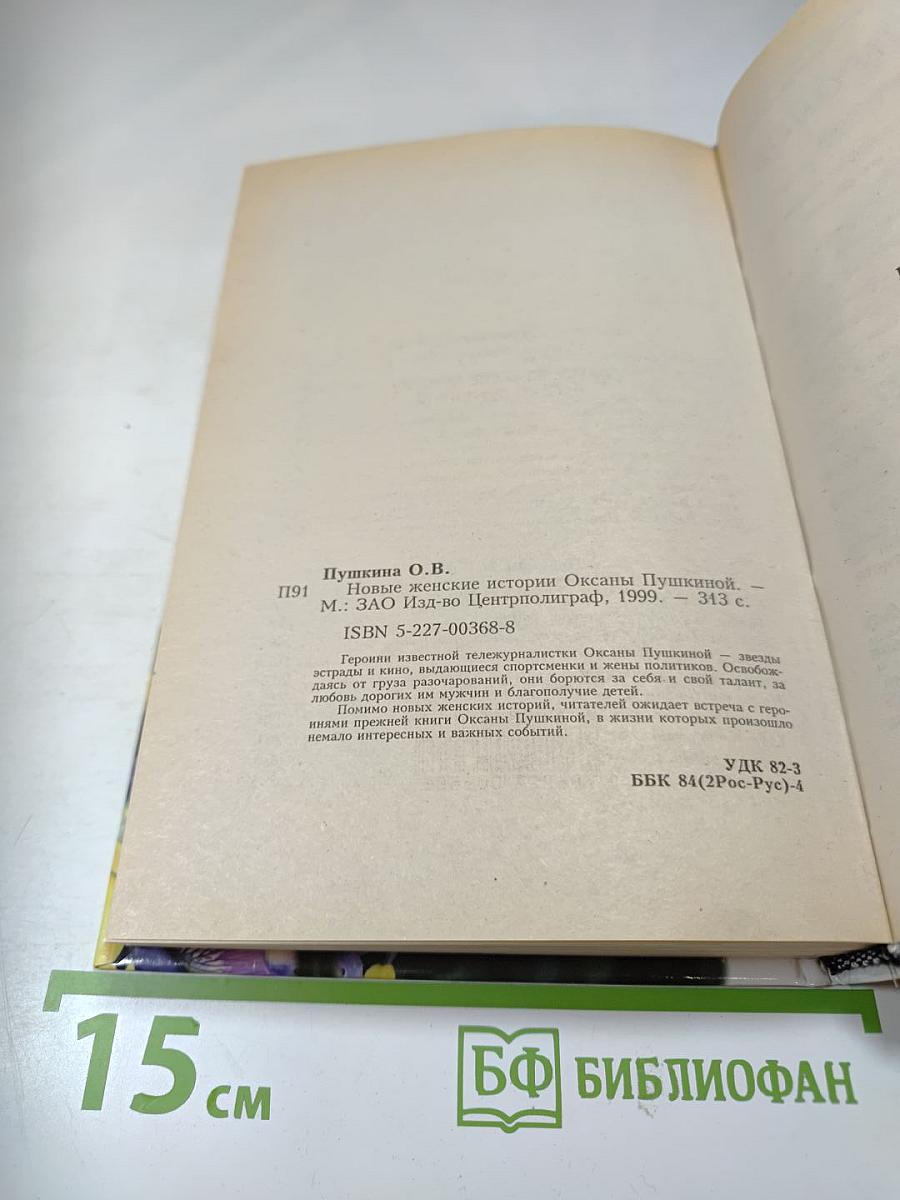 Пушкина О.В.
П91 Новые женские истории Оксаны Пушкиной. —
М.: ЗАО Изд-во Центрполиграф, 1999. — 313 с.
ISBN 5-227-00368-8
Героини известной тележурналистки Оксаны Пушкиной — звезды
эстрады и кино, выдающиеся спортсменки и жены политиков. Освобож-
даясь от груза разочарований, они борются за себя и свой талант, за
любовь дорогих им мужчин и благополучие детей.
Помимо новых женских историй, читателей ожидает встреча с геро-
инями прежней книги Оксаны Пушкиной, в жизни которых произошло
немало интересных и важных событий.
УДК 82-3
ББК 84(2Рос-Рус)-4
15 см
БФ БИБЛИОФАН